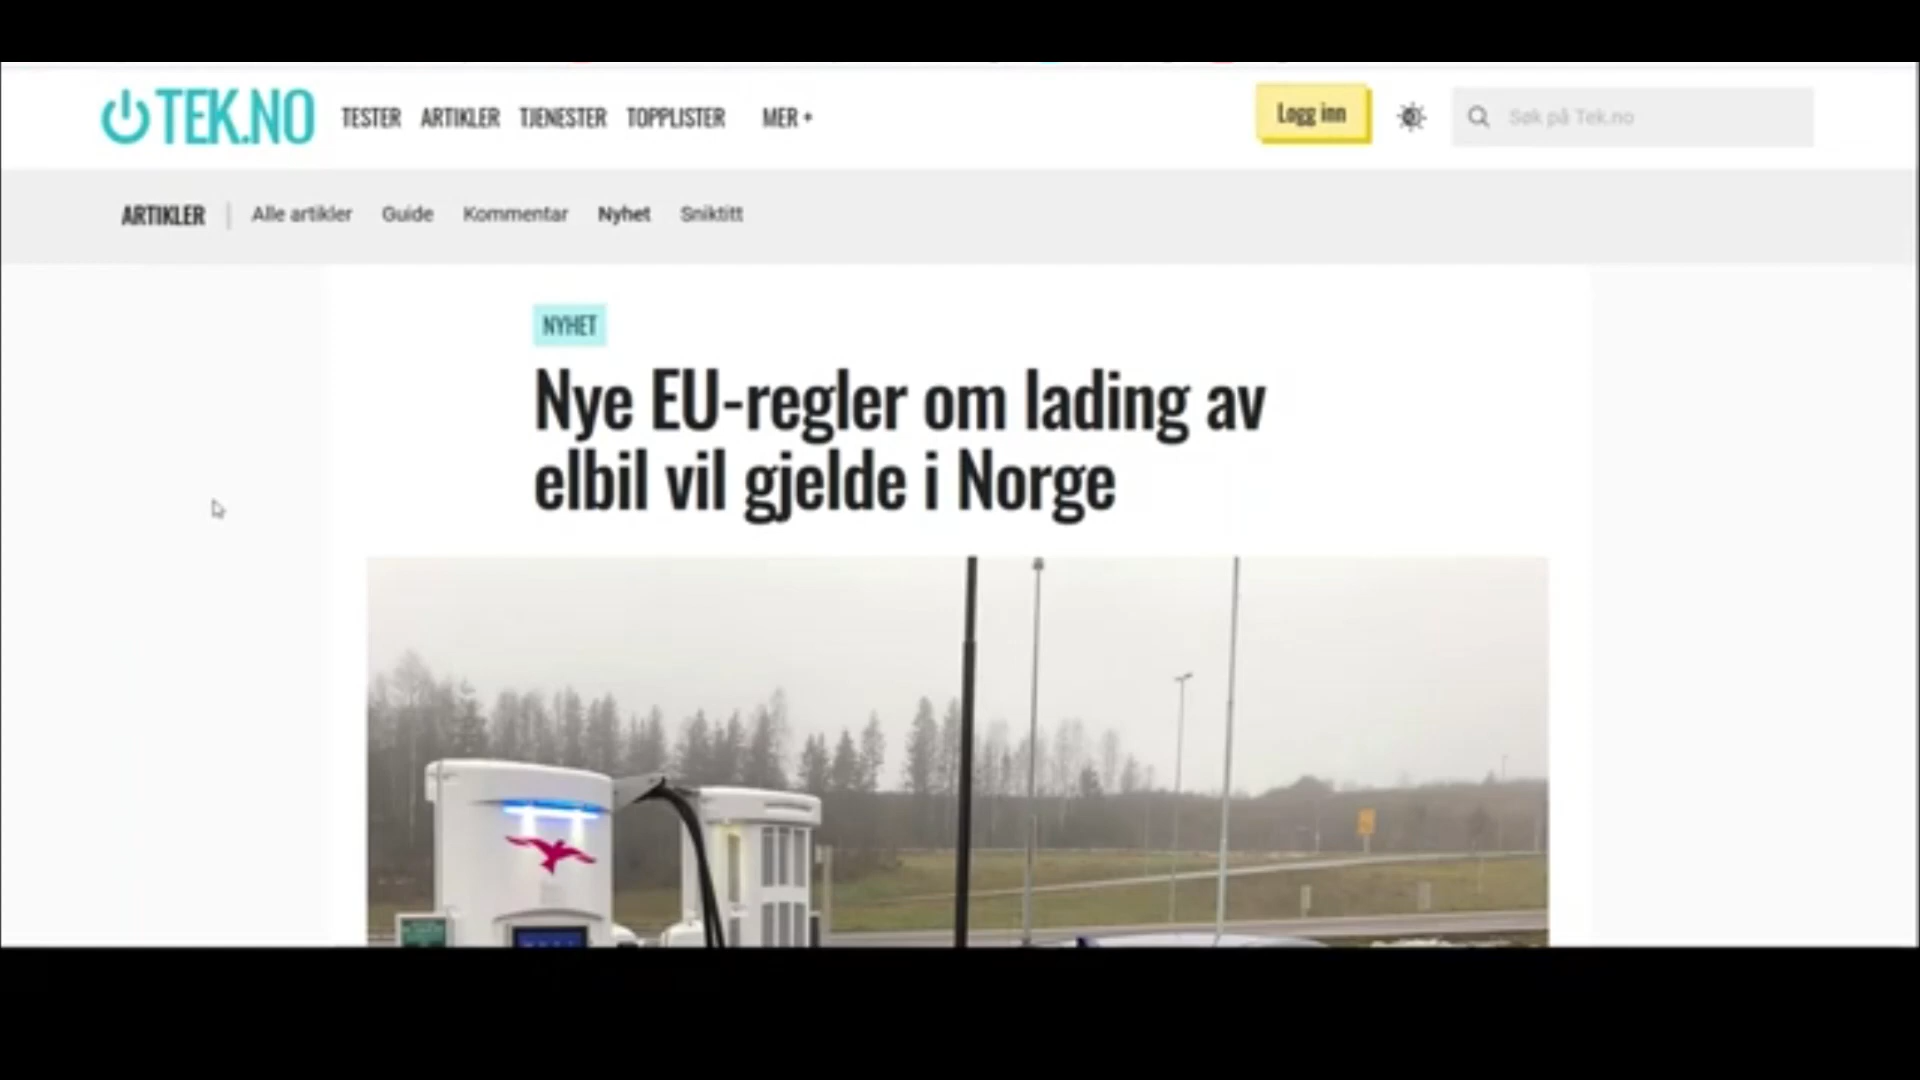 TEK.NO
TESTER ARTIKLER TJENESTER TOPPLISTER MER +
Logg inn
Søk på Tek.no
ARTIKLER | Alle artikler Guide Kommentar Nyhet Sniktitt
NYHET
Nye EU-regler om lading av
elbil vil gjelde i Norge